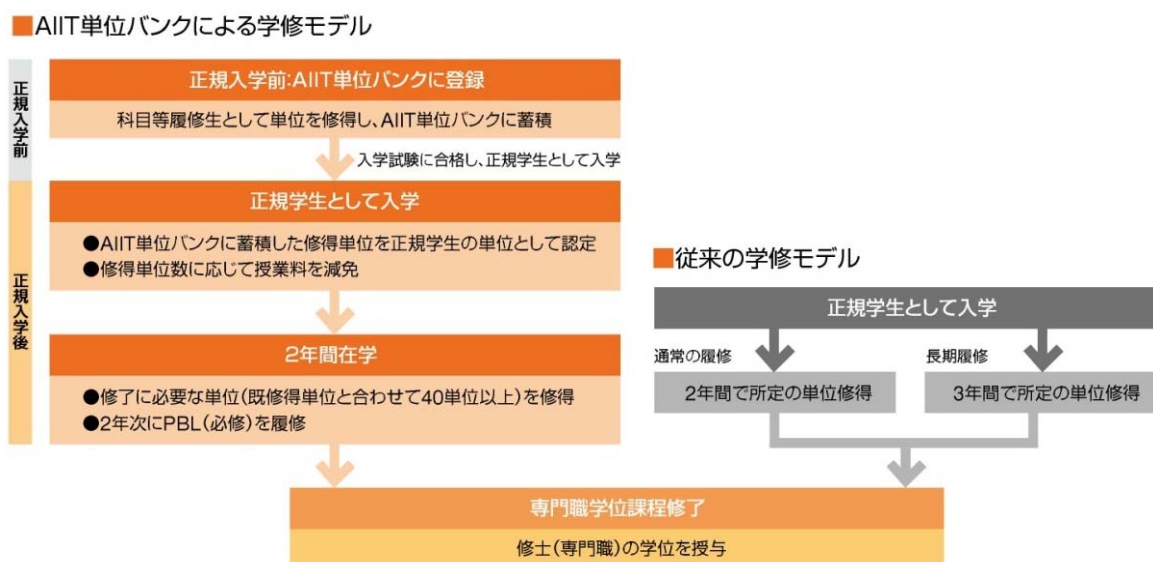 ■AIIT単位バンクによる学修モデル
正規入学前
正規入学前:AIIT単位バンクに登録
科目等履修生として単位を修得し、AIIT単位バンクに蓄積
入学試験に合格し、正規学生として入学
正規入学後
正規学生として入学
●AIIT単位バンクに蓄積した修得単位を正規学生の単位として認定
●修得単位数に応じて授業料を減免
2年間在学
●修了に必要な単位(既修得単位と合わせて40単位以上)を修得
●2年次にPBL(必修)を履修
■従来の学修モデル
正規学生として入学
通常の履修
長期履修
2年間で所定の単位修得
3年間で所定の単位修得
専門職学位課程修了
修士(専門職)の学位を授与